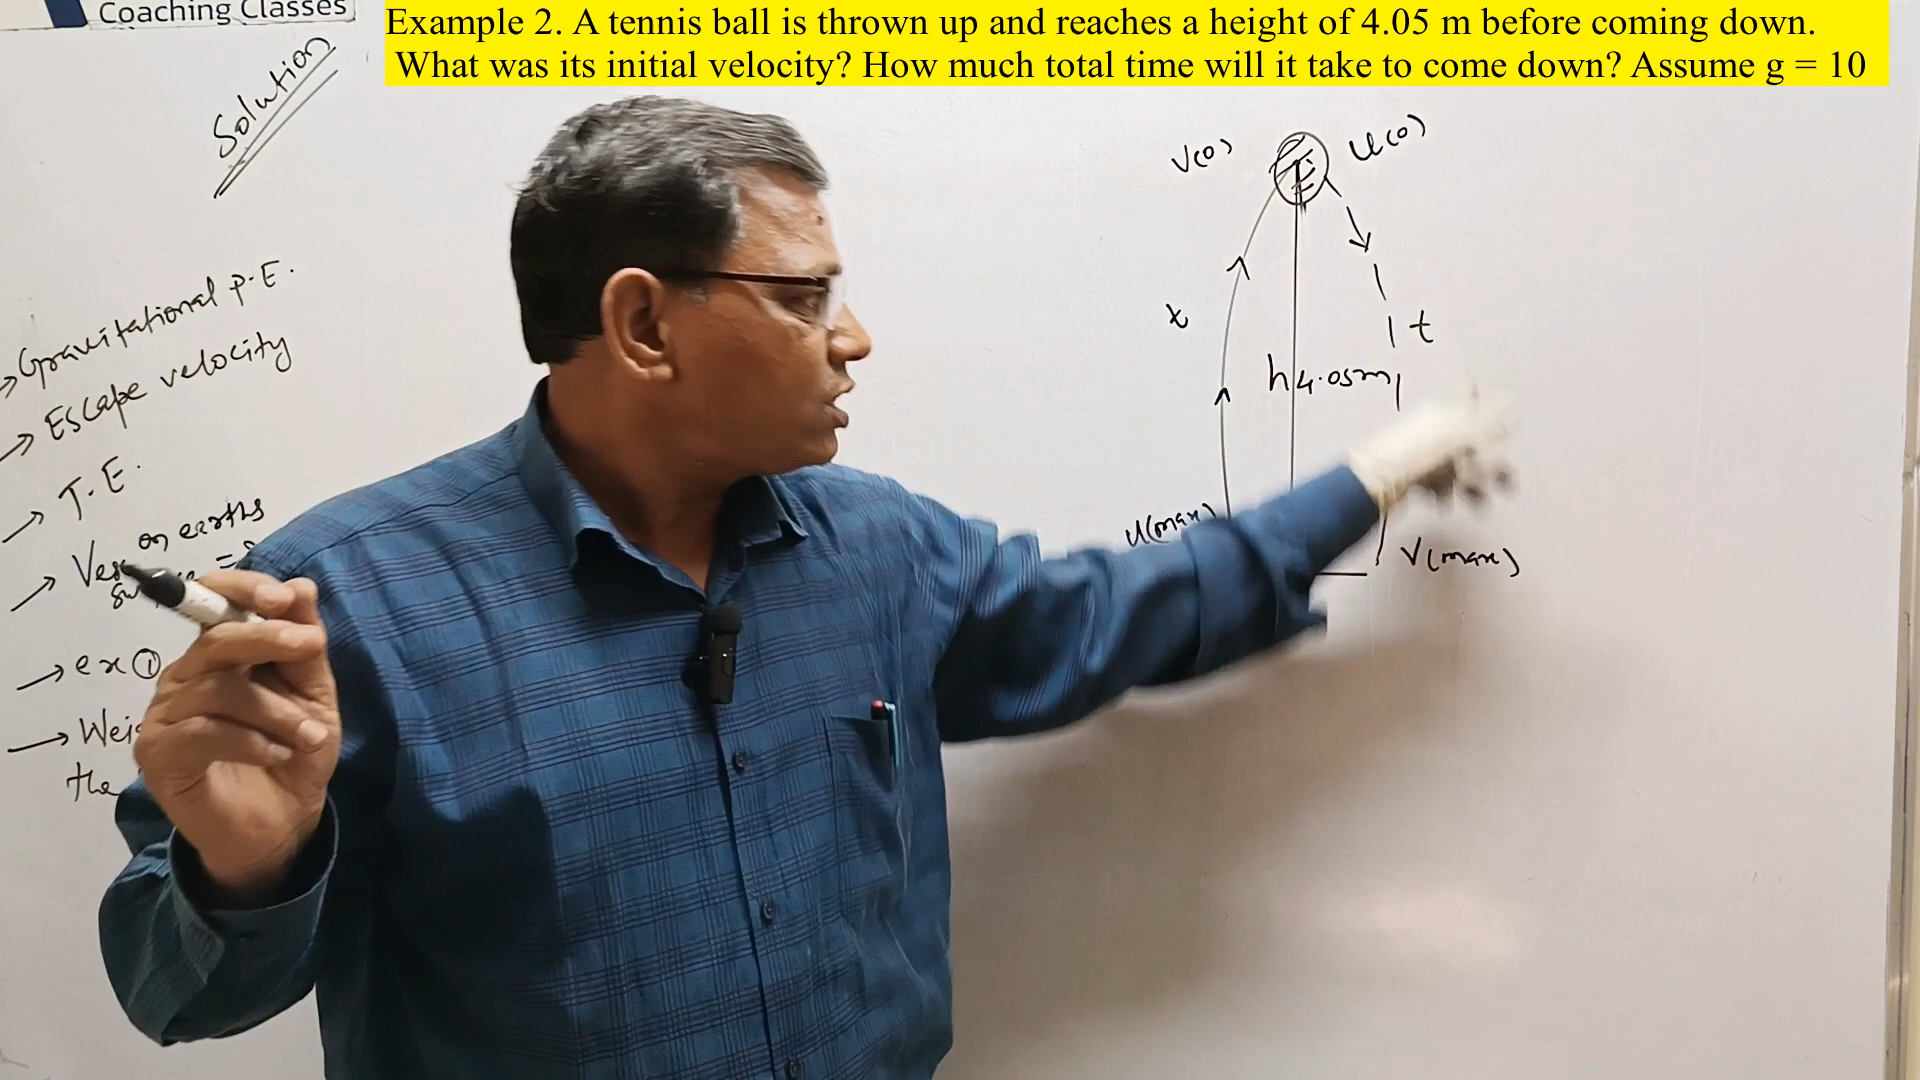 Coaching Classes
Example 2. A tennis ball is thrown up and reaches a height of 4.05 m before coming down.
What was its initial velocity? How much total time will it take to come down? Assume g = 10
Solution
→ Gravitational P.E.
→ Escape velocity
→ T.E.
→ on earths
→ ex ①
→
the
V(0)
u(0)
t
t
h 4.05m
u(max)
V(max)